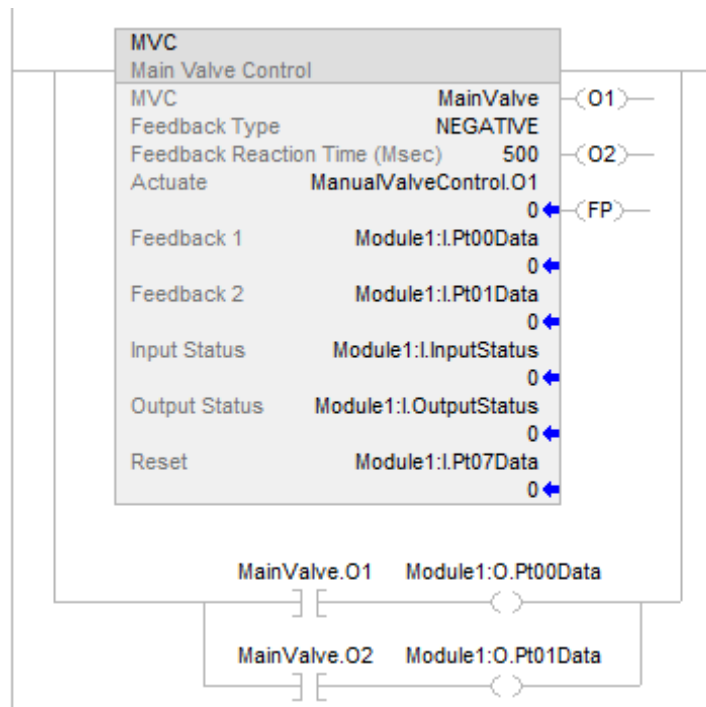 MVC
Main Valve Control
MVC MainValve O1
Feedback Type NEGATIVE
Feedback Reaction Time (Msec) 500 O2
Actuate ManualValveControl.O1
0 FP
Feedback 1 Module1:I.Pt00Data
0
Feedback 2 Module1:I.Pt01Data
0
Input Status Module1:I.InputStatus
0
Output Status Module1:I.OutputStatus
0
Reset Module1:I.Pt07Data
0
MainValve.O1 Module1:O.Pt00Data
MainValve.O2 Module1:O.Pt01Data